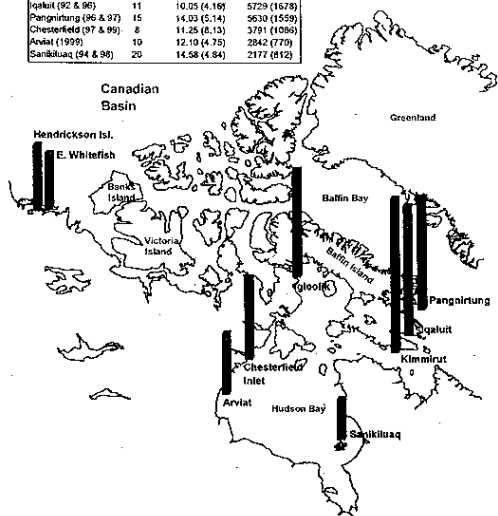 Iqaluit (92 & 96) 11 10.05 (4.16) 5729 (1678)
Pangnirtung (96 & 97) 15 14.03 (5.14) 5630 (1559)
Chesterfield (97 & 99) 8 11.25 (8.13) 3791 (1086)
Arviat (1999) 10 12.10 (4.75) 2842 (770)
Sanikiluaq (94 & 98) 20 14.58 (4.84) 2177 (812)
Canadian
Basin
Greenland
Hendrickson Isl.
E. Whitefish
Banks
Island
Baffin Bay
Victoria
Island
Baffin Island
Igloolik
Pangnirtung
Iqaluit
Kimmirut
Chesterfield
Inlet
Arviat
Hudson Bay
Sanikiluaq